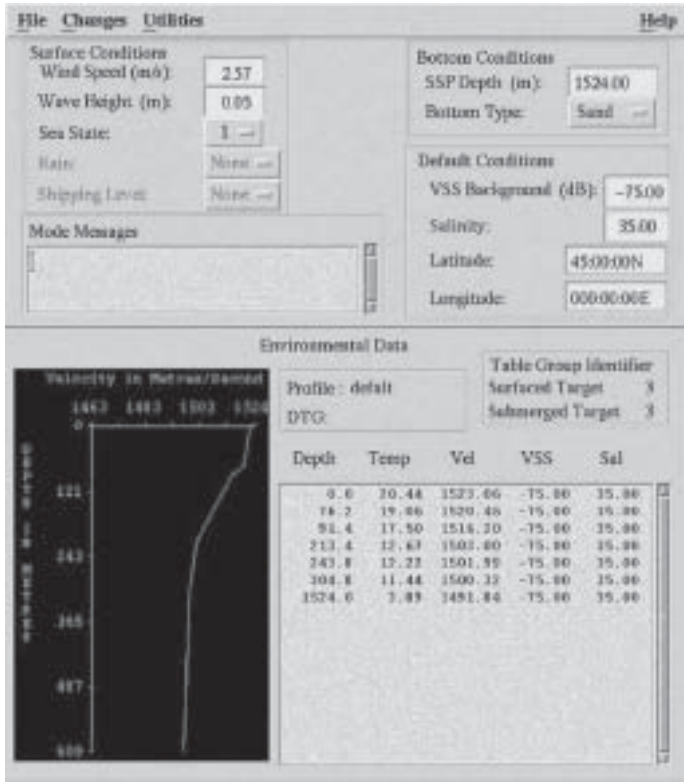 File Changes Utilities Help
Surface Conditions
Wind Speed (m/s): 2.57
Wave Height (m): 0.05
Sea State: 1
Rain: None
Shipping Level: None
Mode Messages
Bottom Conditions
SSP Depth (m): 1524.00
Bottom Type: Sand
Default Conditions
VSS Background (dB): -75.00
Salinity: 35.00
Latitude: 45:00:00N
Longitude: 000:00:00E
Environmental Data
Velocity in Metres/Second
1463 1483 1503 1524
0
121
243
365
487
609
Depth in Metres
Profile : defalt
DTG:
Table Group Identifier
Surfaced Target 3
Submerged Target 3
Depth Temp Vel VSS Sal
0.0 20.44 1523.06 -75.00 35.00
76.2 19.06 1520.46 -75.00 35.00
91.4 17.50 1516.20 -75.00 35.00
213.4 12.67 1503.00 -75.00 35.00
243.8 12.22 1501.99 -75.00 35.00
304.8 11.44 1500.32 -75.00 35.00
1524.0 3.89 1491.84 -75.00 35.00